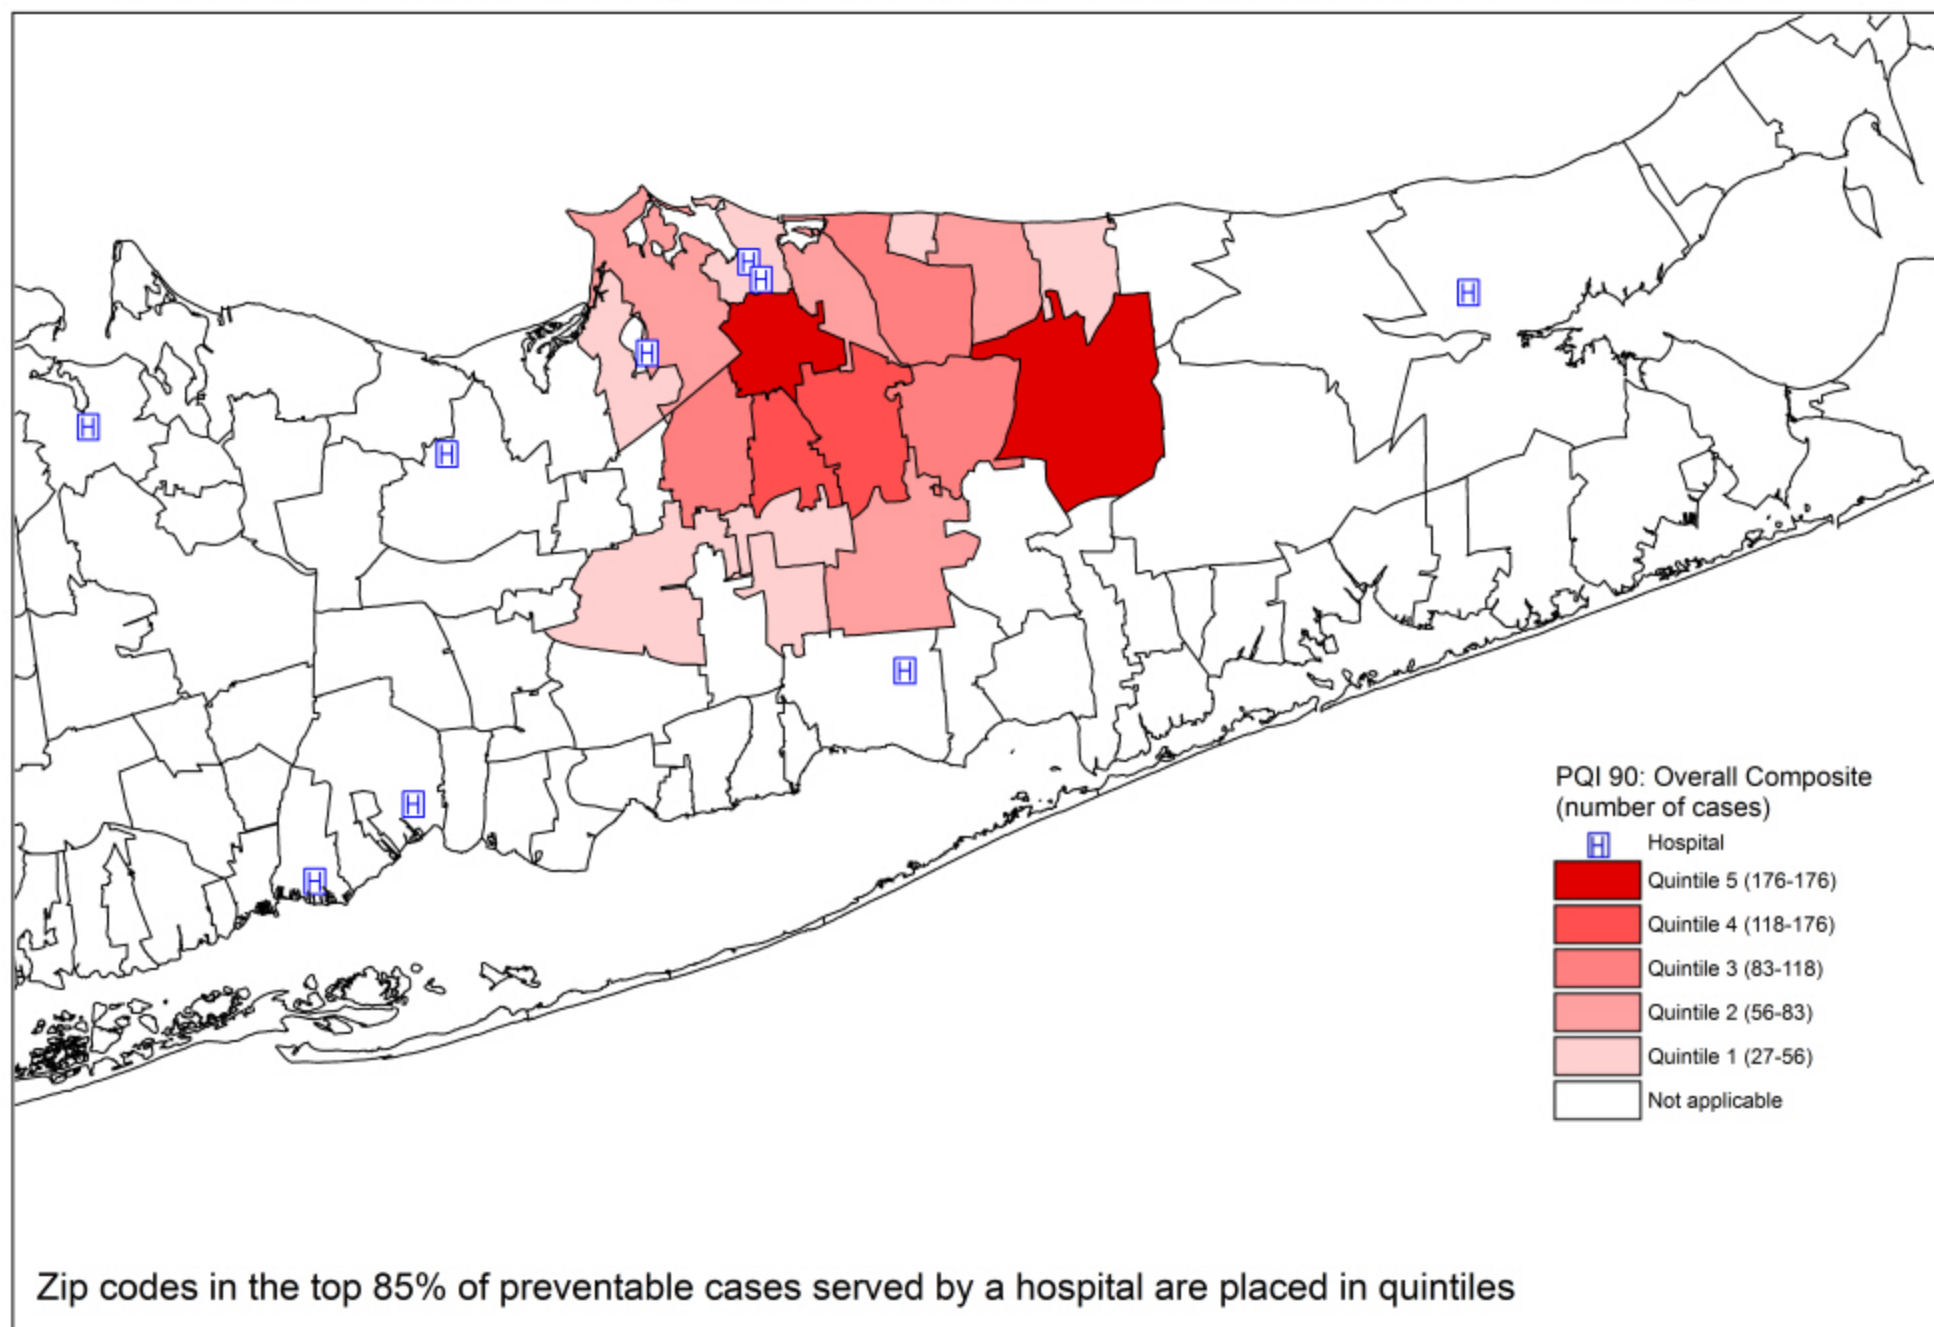 H
H
H
H
H
H
H
H
H
PQI 90: Overall Composite
(number of cases)
H Hospital
Quintile 5 (176-176)
Quintile 4 (118-176)
Quintile 3 (83-118)
Quintile 2 (56-83)
Quintile 1 (27-56)
Not applicable
Zip codes in the top 85% of preventable cases served by a hospital are placed in quintiles